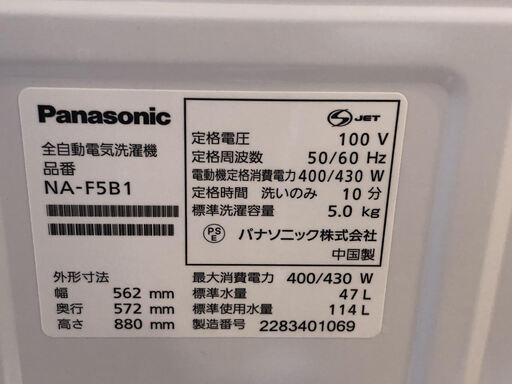 Panasonic
全自動電気洗濯機
品番
NA-F5B1
外形寸法
幅 562 mm
奥行 572 mm
高さ 880 mm
S JET
定格電圧 100 V
定格周波数 50/60 Hz
電動機定格消費電力 400/430 W
定格時間 洗いのみ 10 分
標準洗濯容量 5.0 kg
PSE パナソニック株式会社
中国製
最大消費電力 400/430 W
標準水量 47 L
標準使用水量 114 L
製造番号 2283401069